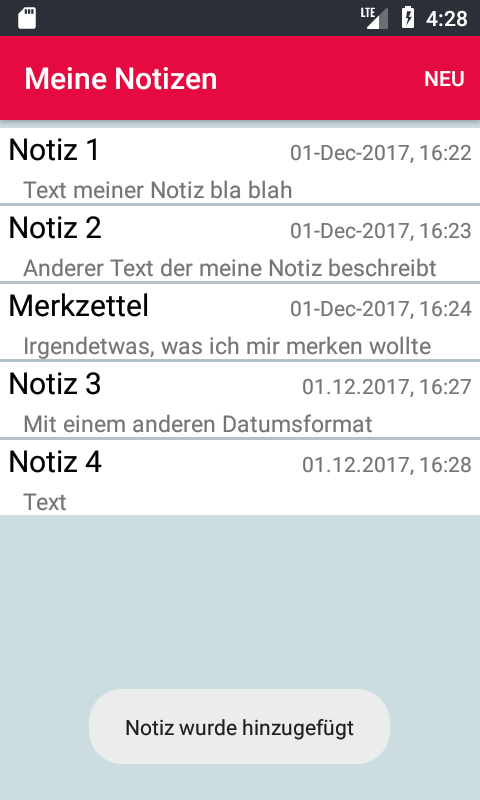 LTE 4:28
Meine Notizen NEU
Notiz 1 01-Dec-2017, 16:22
Text meiner Notiz bla blah
Notiz 2 01-Dec-2017, 16:23
Anderer Text der meine Notiz beschreibt
Merkzettel 01-Dec-2017, 16:24
Irgendetwas, was ich mir merken wollte
Notiz 3 01.12.2017, 16:27
Mit einem anderen Datumsformat
Notiz 4 01.12.2017, 16:28
Text
Notiz wurde hinzugefügt